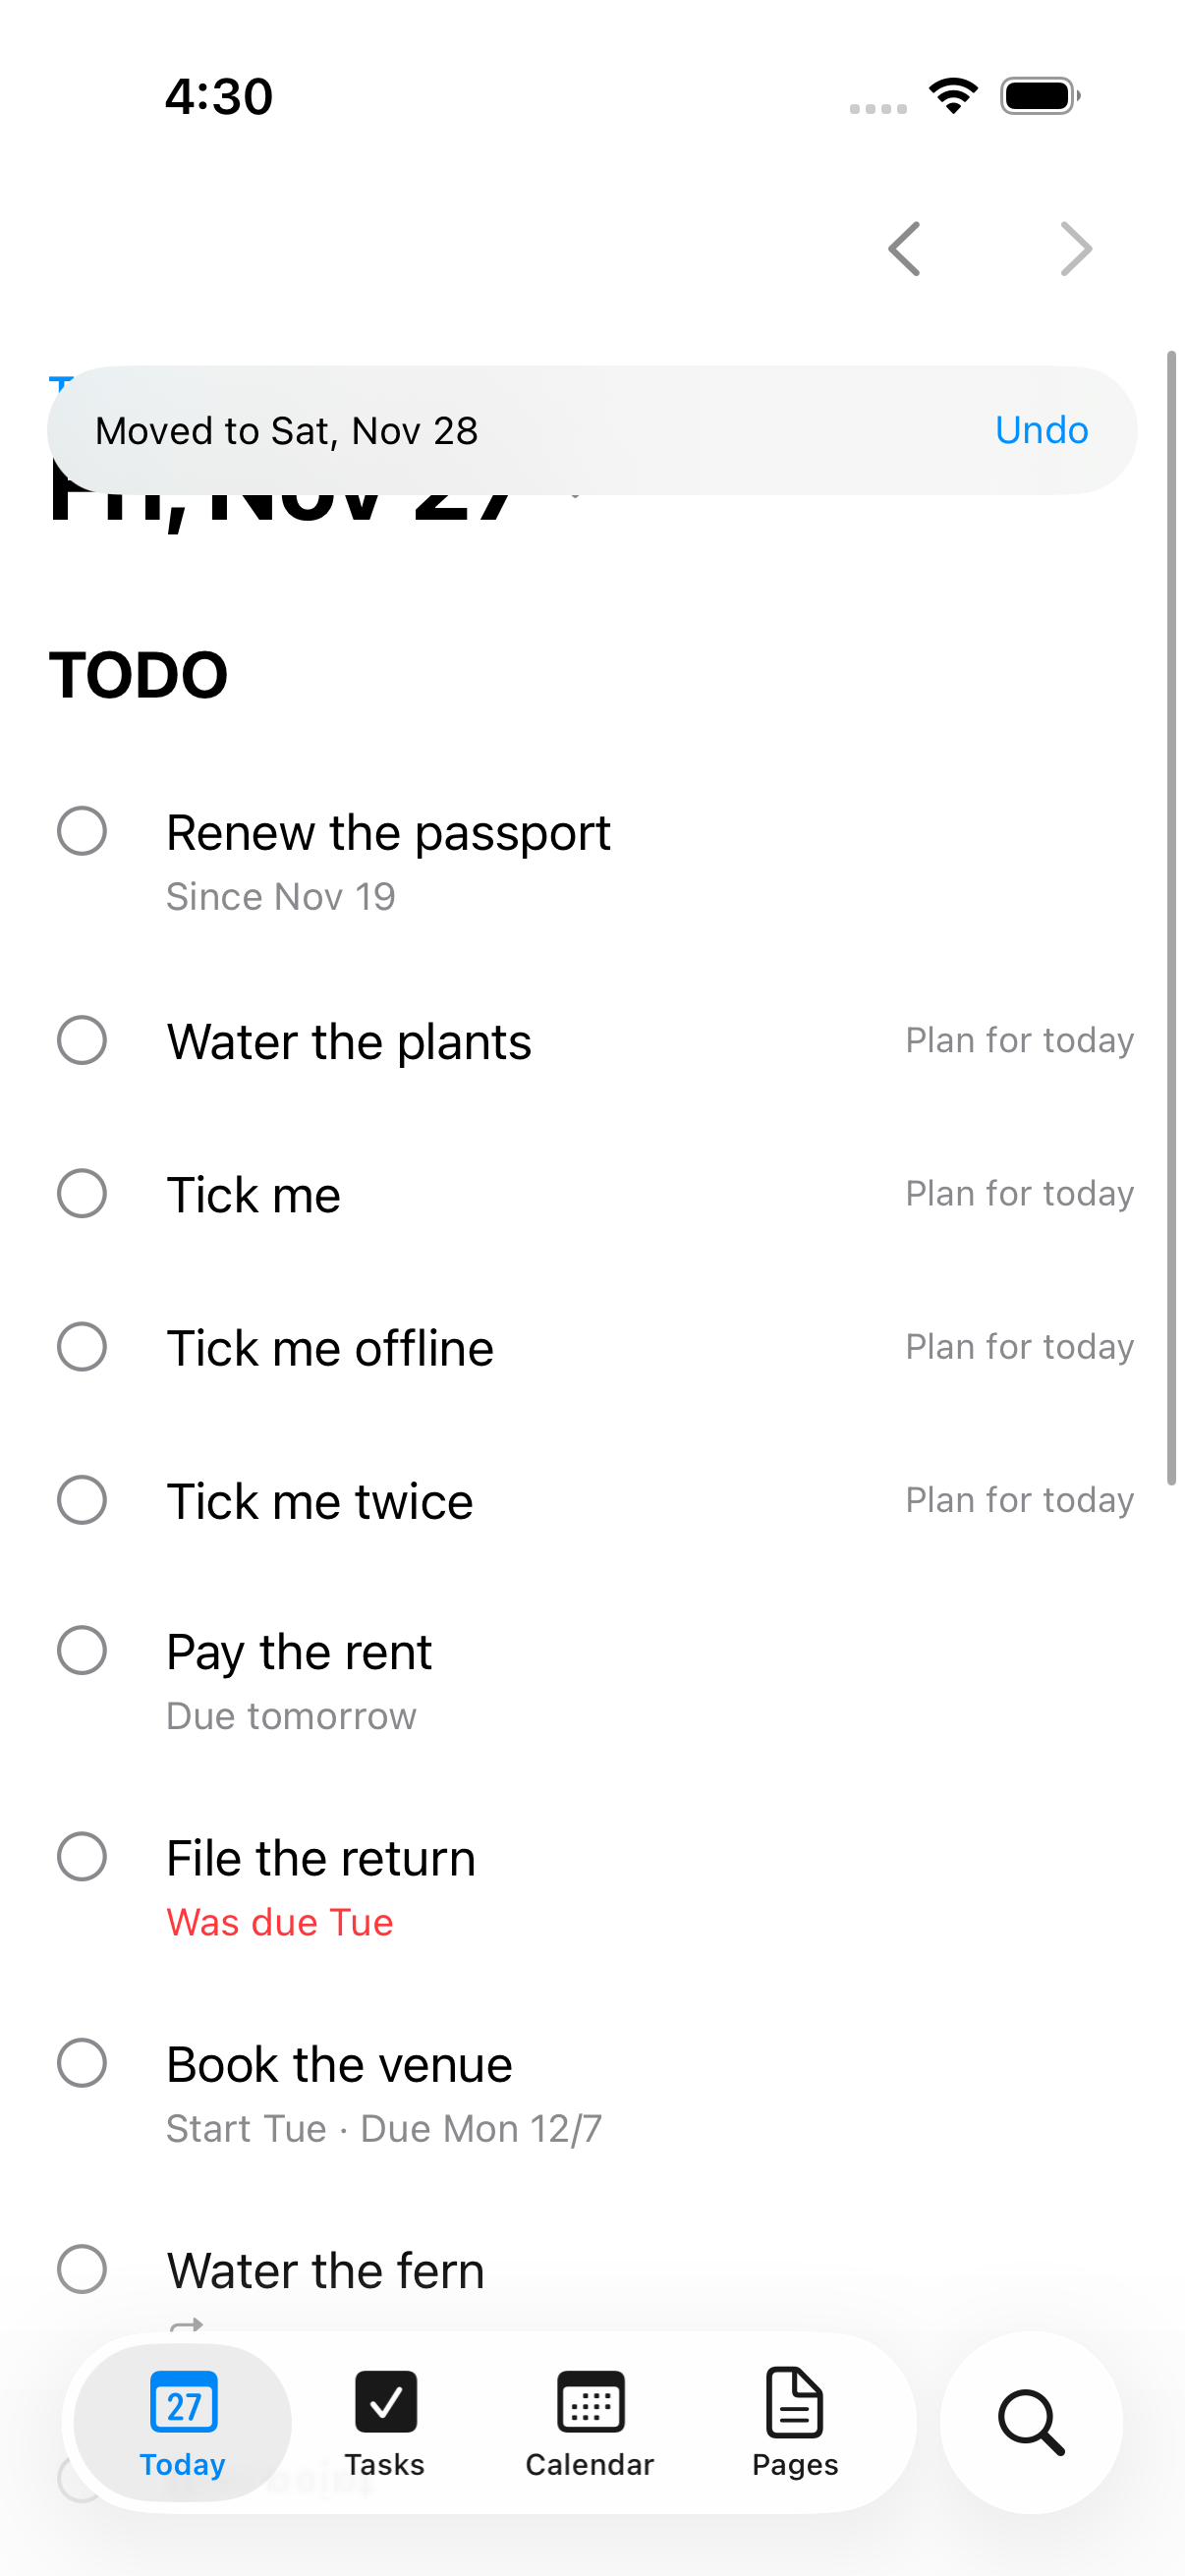 4:30
Moved to Sat, Nov 28
Undo
Fri, Nov 27
TODO
Renew the passport
Since Nov 19
Water the plants
Plan for today
Tick me
Plan for today
Tick me offline
Plan for today
Tick me twice
Plan for today
Pay the rent
Due tomorrow
File the return
Was due Tue
Book the venue
Start Tue · Due Mon 12/7
Water the fern
27
Today
Tasks
Calendar
Pages